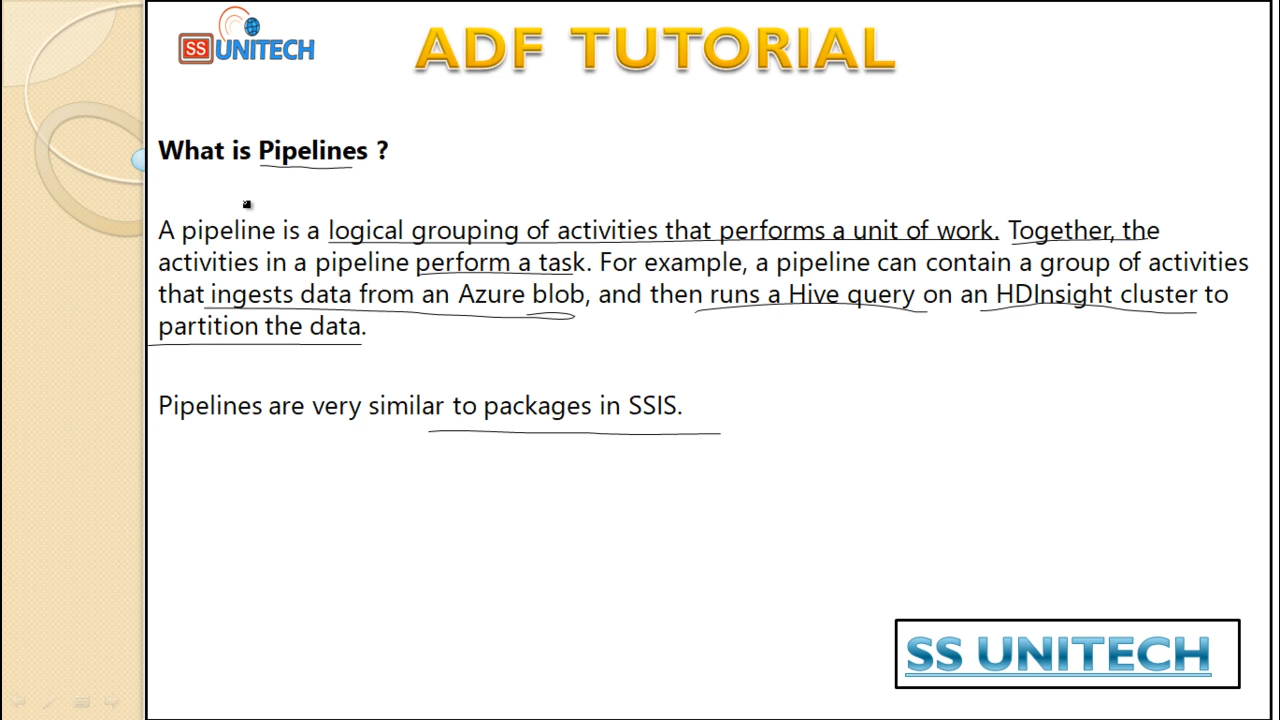 SS UNITECH
ADF TUTORIAL
What is Pipelines ?
A pipeline is a logical grouping of activities that performs a unit of work. Together, the
activities in a pipeline perform a task. For example, a pipeline can contain a group of activities
that ingests data from an Azure blob, and then runs a Hive query on an HDInsight cluster to
partition the data.
Pipelines are very similar to packages in SSIS.
SS UNITECH